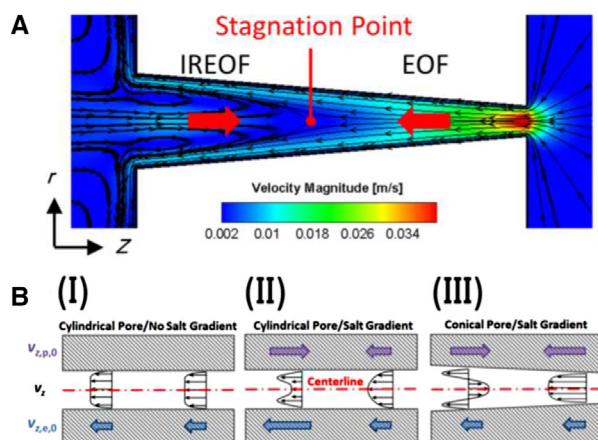 A
Stagnation Point
IREOF
EOF
r
z
Velocity Magnitude [m/s]
0.002 0.01 0.018 0.026 0.034
B
(I) (II) (III)
Cylindrical Pore/No Salt Gradient Cylindrical Pore/Salt Gradient Conical Pore/Salt Gradient
vz,p,0
vz
Centerline
vz,e,0